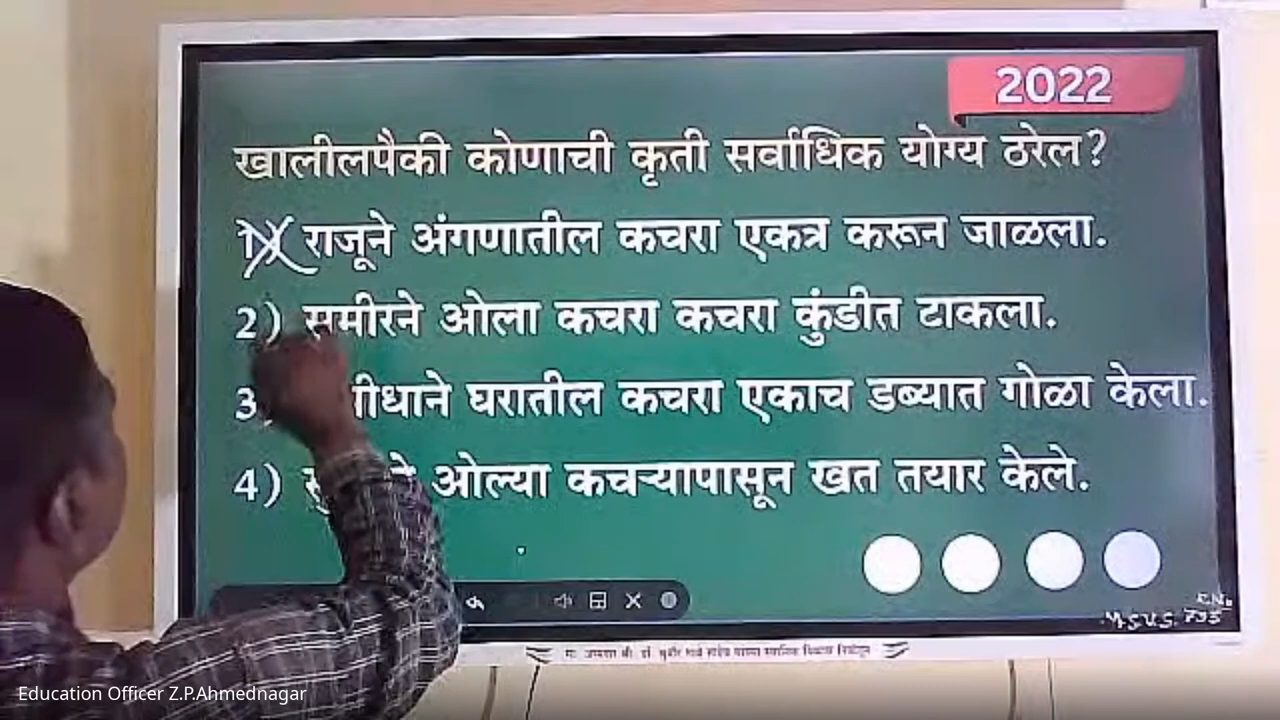 2022
खालीलपैकी कोणाची कृती सर्वाधिक योग्य ठरेल?
1) राजूने अंगणातील कचरा एकत्र करून जाळला.
2) समीरने ओला कचरा कचरा कुंडीत टाकला.
3) घरातील कचरा एकाच डब्यात गोळा केला.
4) ओल्या कचऱ्यापासून खत तयार केले.
Education Officer Z.P.Ahmednagar